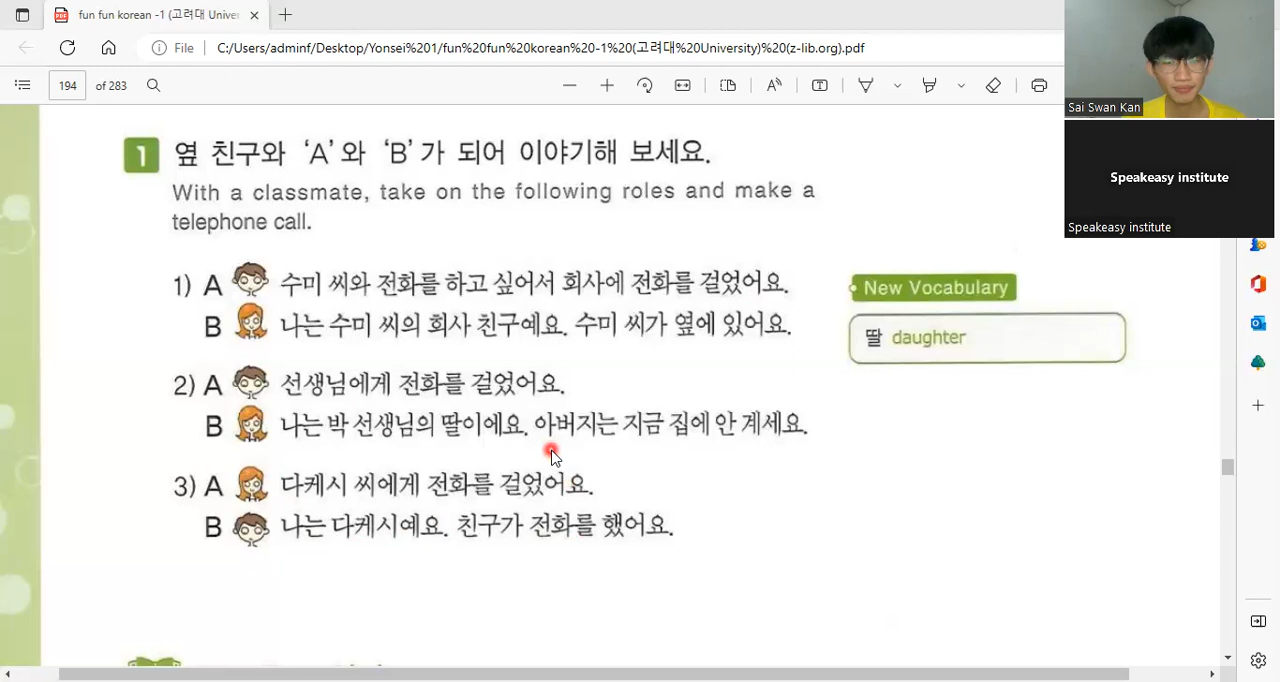 fun fun korean -1 (고려대 Univer
File C:/Users/adminf/Desktop/Yonsei%201/fun%20fun%20korean%20-1%20(고려대%20University)%20(z-lib.org).pdf
194 of 283
Sai Swan Kan
Speakeasy institute
Speakeasy institute
1 옆 친구와 ‘A’와 ‘B’가 되어 이야기해 보세요.
With a classmate, take on the following roles and make a
telephone call.
1) A 수미 씨와 전화를 하고 싶어서 회사에 전화를 걸었어요.
B 나는 수미 씨의 회사 친구예요. 수미 씨가 옆에 있어요.
New Vocabulary
딸 daughter
2) A 선생님에게 전화를 걸었어요.
B 나는 박 선생님의 딸이에요. 아버지는 지금 집에 안 계세요.
3) A 다케시 씨에게 전화를 걸었어요.
B 나는 다케시예요. 친구가 전화를 했어요.